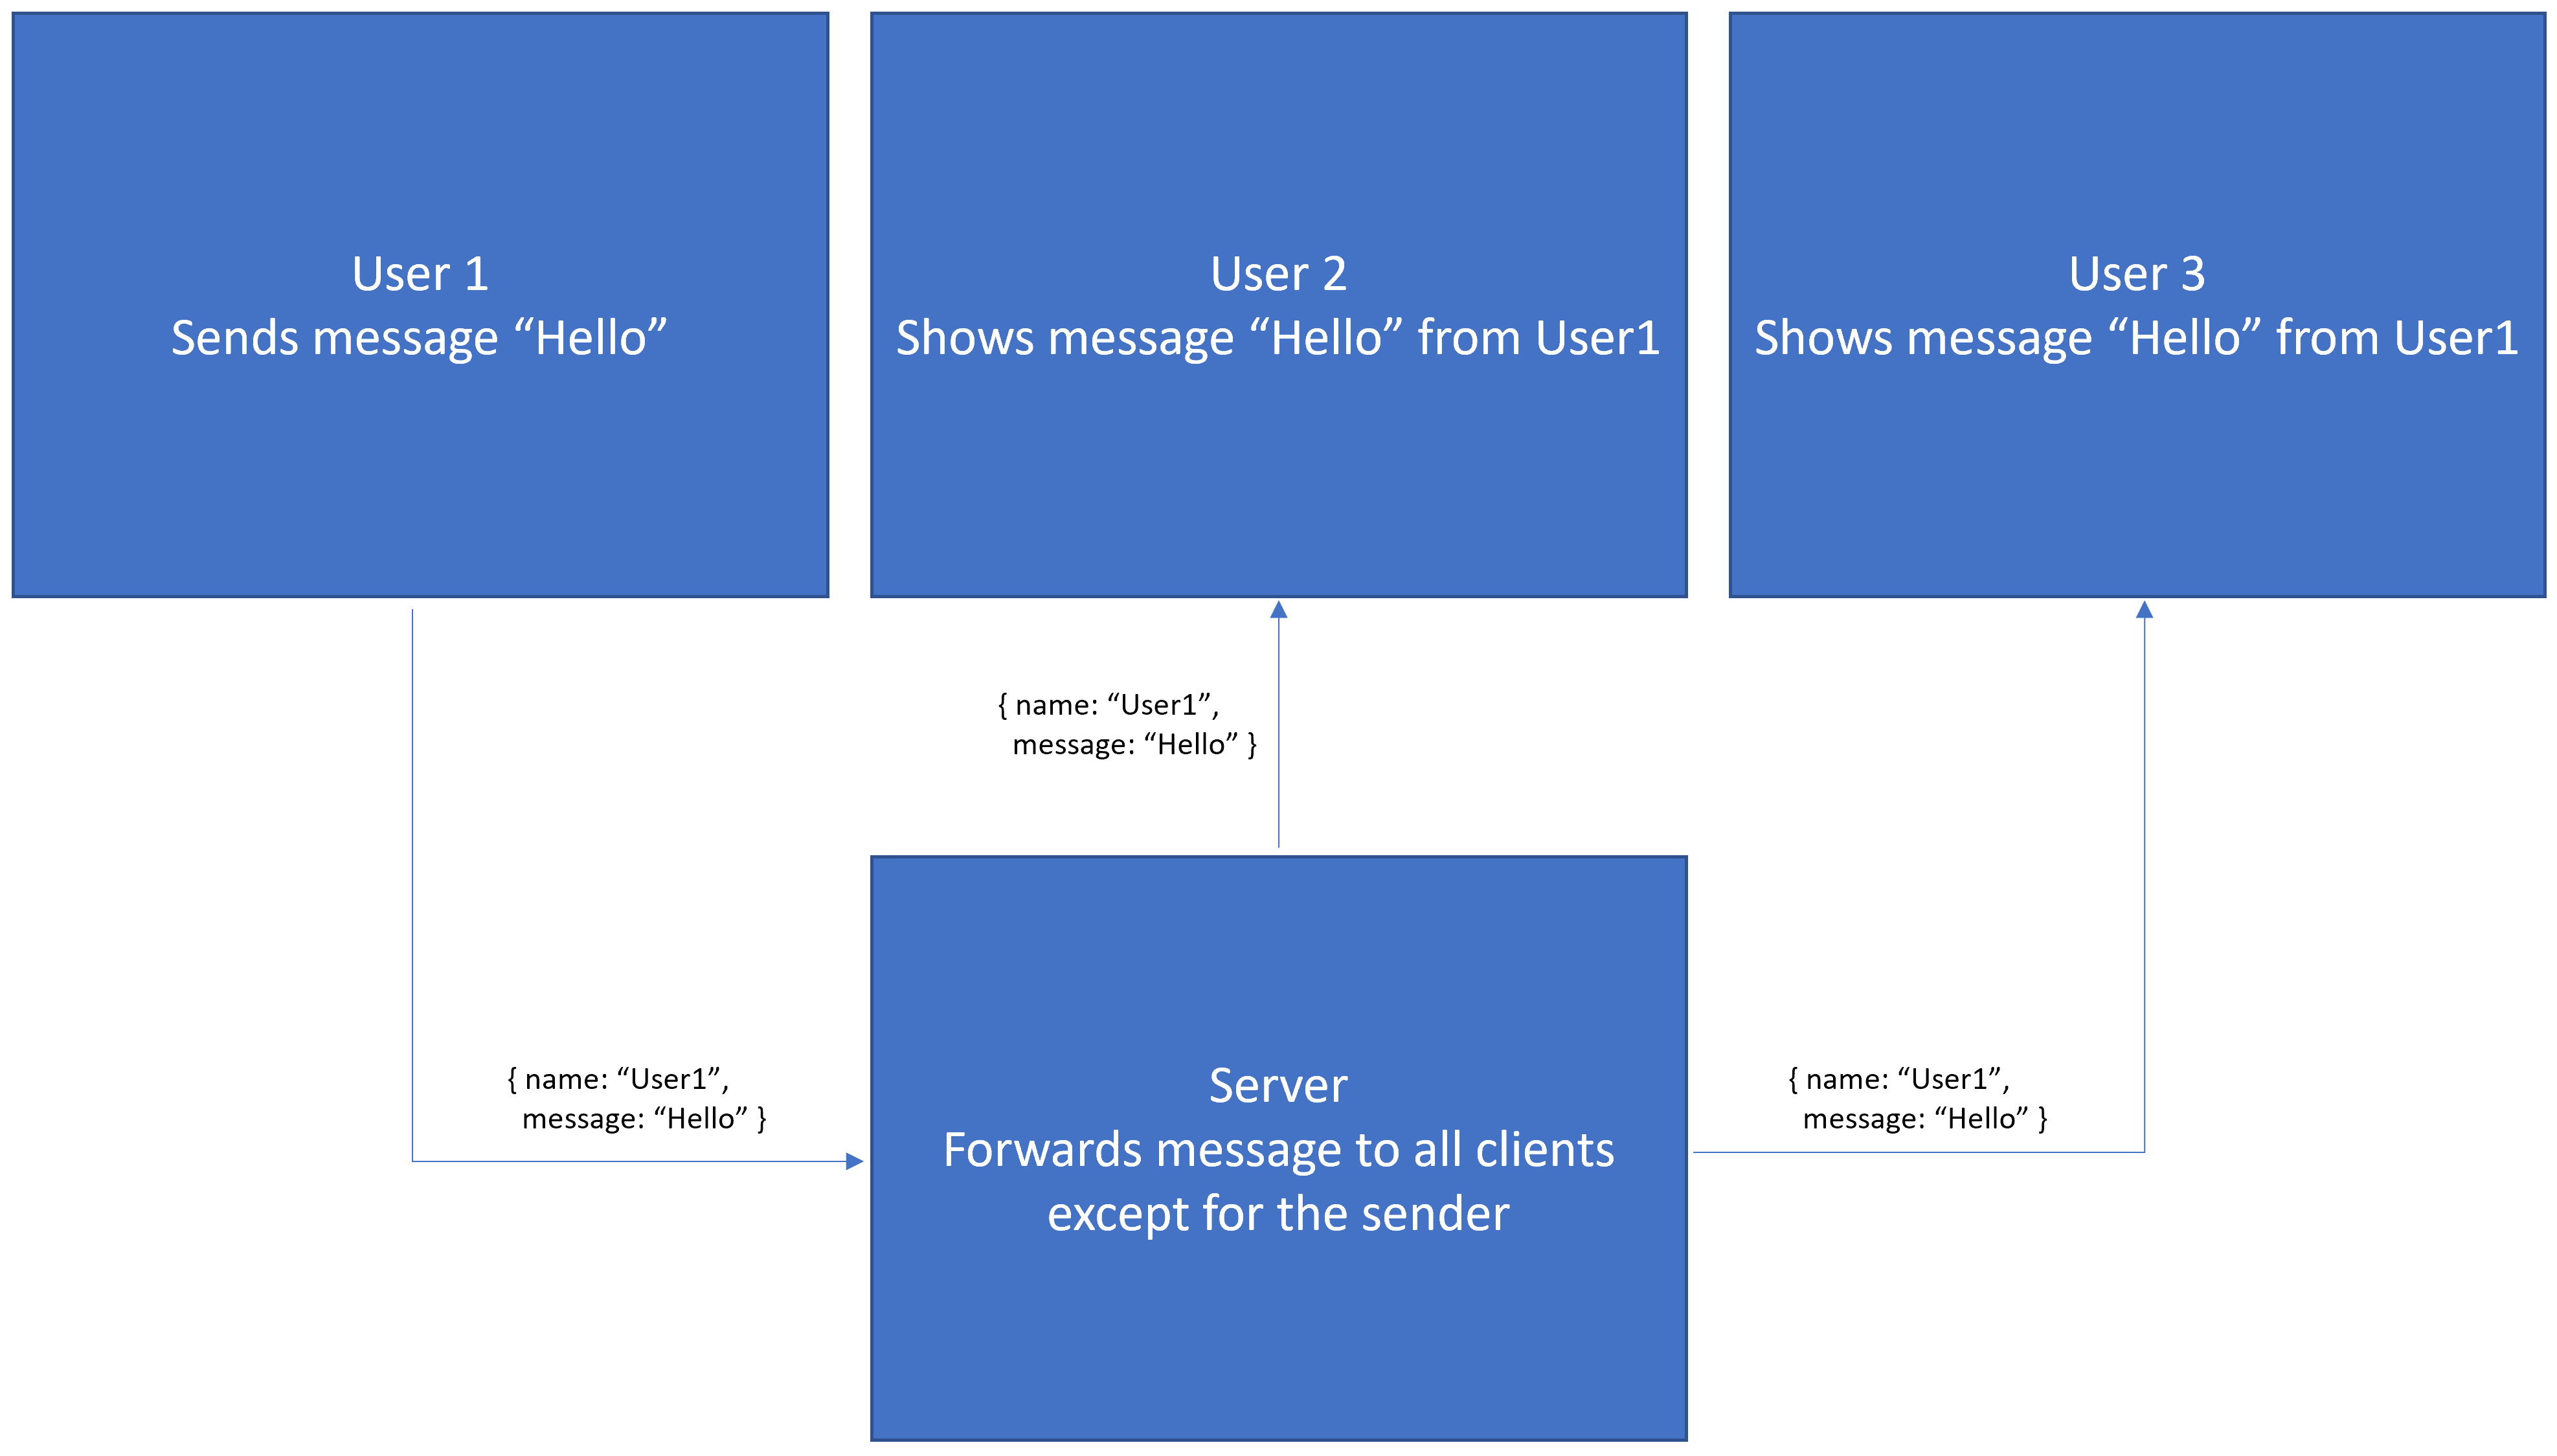 User 1
Sends message “Hello”
User 2
Shows message “Hello” from User1
User 3
Shows message “Hello” from User1
{ name: “User1”,
message: “Hello” }
{ name: “User1”,
message: “Hello” }
Server
Forwards message to all clients
except for the sender
{ name: “User1”,
message: “Hello” }